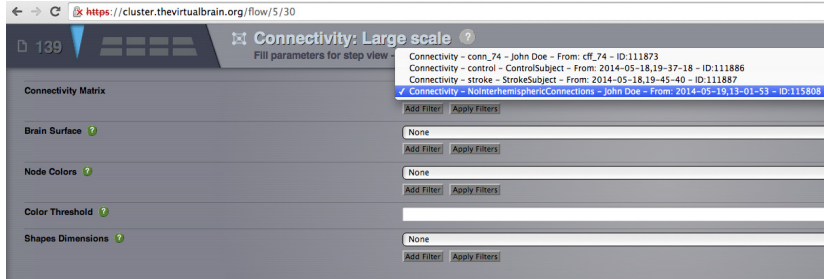 https://cluster.thevirtualbrain.org/flow/5/30
139
Connectivity: Large scale ?
Fill parameters for step view -
Connectivity - conn_74 - John Doe - From: cff_74 - ID:111873
Connectivity - control - ControlSubject - From: 2014-05-18,19-37-18 - ID:111886
Connectivity - stroke - StrokeSubject - From: 2014-05-18,19-45-40 - ID:111887
✓ Connectivity - NoInterhemisphericConnections - John Doe - From: 2014-05-19,13-01-53 - ID:115808
Connectivity Matrix
Add Filter Apply Filters
Brain Surface ? None
Add Filter Apply Filters
Node Colors ? None
Add Filter Apply Filters
Color Threshold ?
Shapes Dimensions ? None
Add Filter Apply Filters